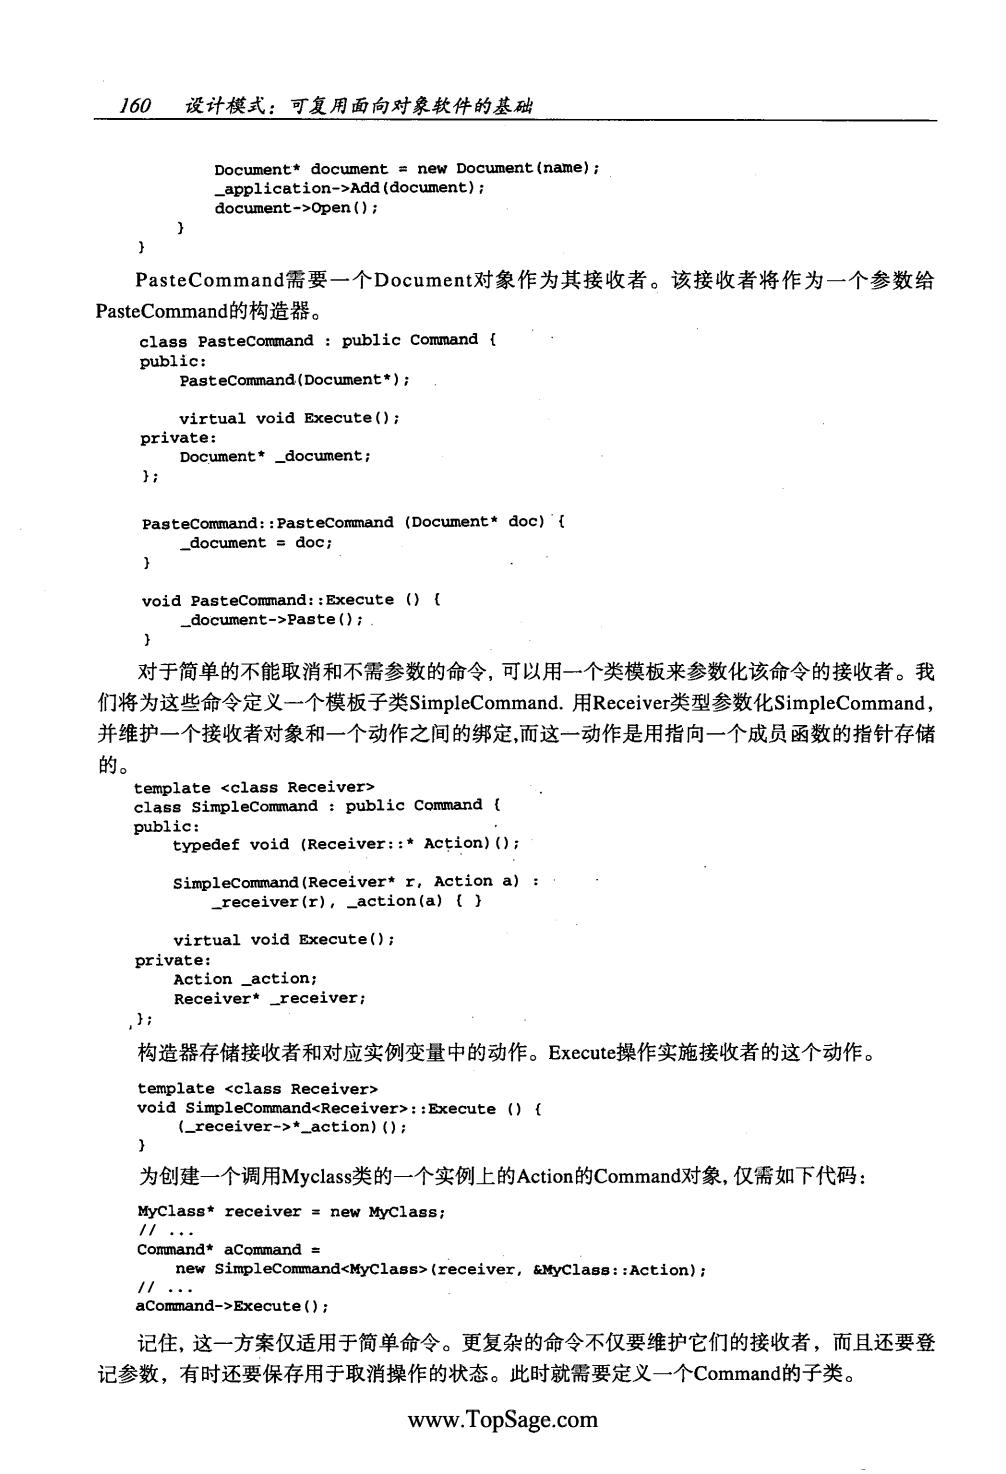 160 设计模式：可复用面向对象软件的基础
Document* document = new Document(name);
_application->Add(document);
document->Open();
}
}
PasteCommand需要一个Document对象作为其接收者。该接收者将作为一个参数给
PasteCommand的构造器。
class PasteCommand : public Command {
public:
PasteCommand(Document*);
virtual void Execute();
private:
Document* _document;
};
PasteCommand::PasteCommand (Document* doc) {
_document = doc;
}
void PasteCommand::Execute () {
_document->Paste();
}
对于简单的不能取消和不需参数的命令, 可以用一个类模板来参数化该命令的接收者。我
们将为这些命令定义一个模板子类SimpleCommand. 用Receiver类型参数化SimpleCommand，
并维护一个接收者对象和一个动作之间的绑定,而这一动作是用指向一个成员函数的指针存储
的。
template <class Receiver>
class SimpleCommand : public Command {
public:
typedef void (Receiver::* Action)();
SimpleCommand(Receiver* r, Action a) :
_receiver(r), _action(a) { }
virtual void Execute();
private:
Action _action;
Receiver* _receiver;
};
构造器存储接收者和对应实例变量中的动作。Execute操作实施接收者的这个动作。
template <class Receiver>
void SimpleCommand<Receiver>::Execute () {
(_receiver->*_action)();
}
为创建一个调用Myclass类的一个实例上的Action的Command对象, 仅需如下代码：
MyClass* receiver = new MyClass;
// ...
Command* aCommand =
new SimpleCommand<MyClass>(receiver, &MyClass::Action);
// ...
aCommand->Execute();
记住, 这一方案仅适用于简单命令。更复杂的命令不仅要维护它们的接收者，而且还要登
记参数，有时还要保存用于取消操作的状态。此时就需要定义一个Command的子类。
www.TopSage.com